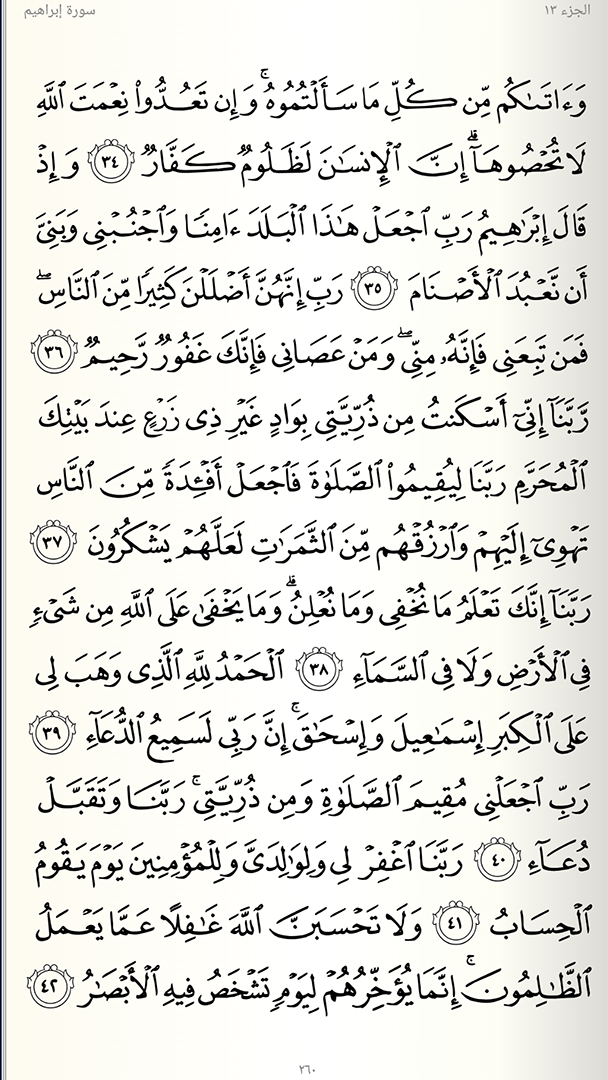 الجزء ١٣ سورة إبراهيم
وَءَاتَىٰكُم مِّن كُلِّ مَا سَأَلۡتُمُوهُۚ وَإِن تَعُدُّواْ نِعۡمَتَ ٱللَّهِ
لَا تُحۡصُوهَآۗ إِنَّ ٱلۡإِنسَٰنَ لَظَلُومٞ كَفَّارٞ ٣٤ وَإِذۡ
قَالَ إِبۡرَٰهِيمُ رَبِّ ٱجۡعَلۡ هَٰذَا ٱلۡبَلَدَ ءَامِنٗا وَٱجۡنُبۡنِي وَبَنِيَّ
أَن نَّعۡبُدَ ٱلۡأَصۡنَامَ ٣٥ رَبِّ إِنَّهُنَّ أَضۡلَلۡنَ كَثِيرٗا مِّنَ ٱلنَّاسِۖ
فَمَن تَبِعَنِي فَإِنَّهُۥ مِنِّيۖ وَمَنۡ عَصَانِي فَإِنَّكَ غَفُورٞ رَّحِيمٞ ٣٦
رَّبَّنَآ إِنِّيٓ أَسۡكَنتُ مِن ذُرِّيَّتِي بِوَادٍ غَيۡرِ ذِي زَرۡعٍ عِندَ بَيۡتِكَ
ٱلۡمُحَرَّمِ رَبَّنَا لِيُقِيمُواْ ٱلصَّلَوٰةَ فَٱجۡعَلۡ أَفۡـِٔدَةٗ مِّنَ ٱلنَّاسِ
تَهۡوِيٓ إِلَيۡهِمۡ وَٱرۡزُقۡهُم مِّنَ ٱلثَّمَرَٰتِ لَعَلَّهُمۡ يَشۡكُرُونَ ٣٧
رَبَّنَآ إِنَّكَ تَعۡلَمُ مَا نُخۡفِي وَمَا نُعۡلِنُۗ وَمَا يَخۡفَىٰ عَلَى ٱللَّهِ مِن شَيۡءٖ
فِي ٱلۡأَرۡضِ وَلَا فِي ٱلسَّمَآءِ ٣٨ ٱلۡحَمۡدُ لِلَّهِ ٱلَّذِي وَهَبَ لِي
عَلَى ٱلۡكِبَرِ إِسۡمَٰعِيلَ وَإِسۡحَٰقَۚ إِنَّ رَبِّي لَسَمِيعُ ٱلدُّعَآءِ ٣٩
رَبِّ ٱجۡعَلۡنِي مُقِيمَ ٱلصَّلَوٰةِ وَمِن ذُرِّيَّتِيۚ رَبَّنَا وَتَقَبَّلۡ
دُعَآءِ ٤٠ رَبَّنَا ٱغۡفِرۡ لِي وَلِوَٰلِدَيَّ وَلِلۡمُؤۡمِنِينَ يَوۡمَ يَقُومُ
ٱلۡحِسَابُ ٤١ وَلَا تَحۡسَبَنَّ ٱللَّهَ غَٰفِلًا عَمَّا يَعۡمَلُ
ٱلظَّٰلِمُونَۚ إِنَّمَا يُؤَخِّرُهُمۡ لِيَوۡمٖ تَشۡخَصُ فِيهِ ٱلۡأَبۡصَٰرُ ٤٢
٢٦٠